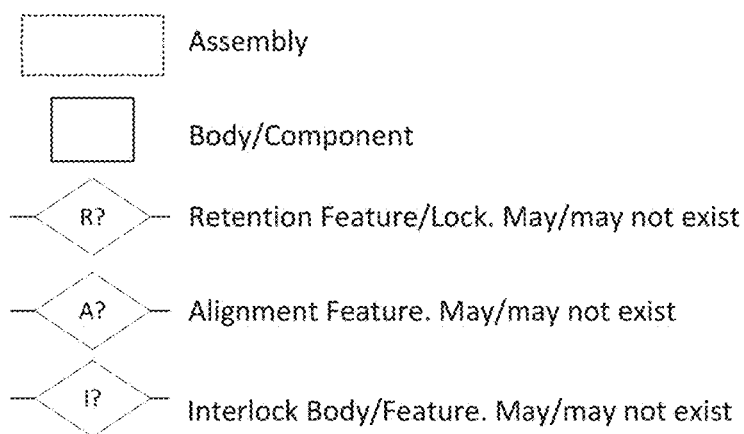 Assembly
Body/Component
R? Retention Feature/Lock. May/may not exist
A? Alignment Feature. May/may not exist
I? Interlock Body/Feature. May/may not exist